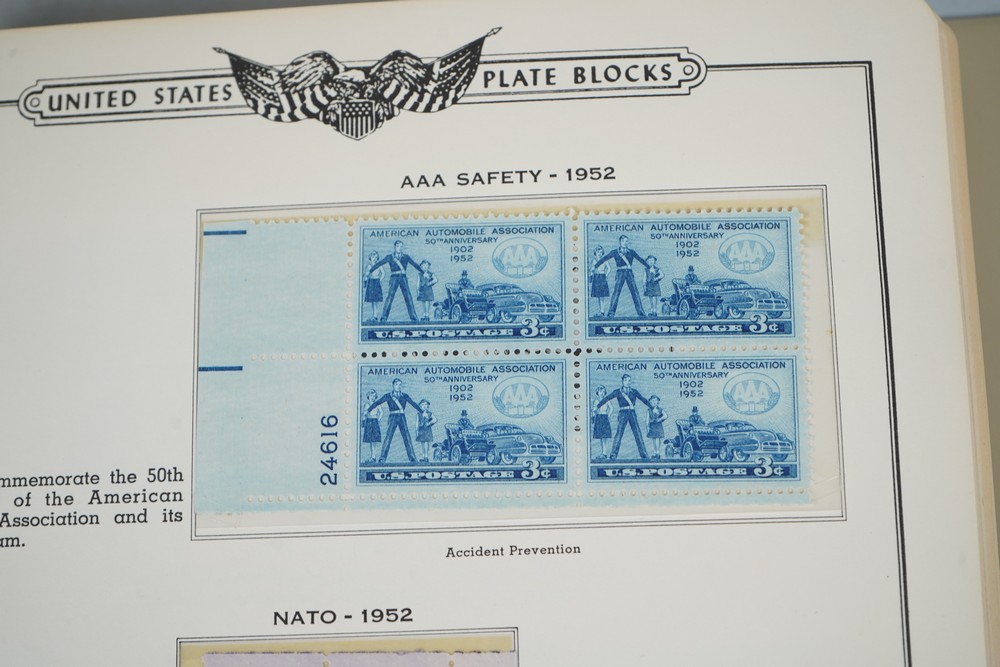 UNITED STATES PLATE BLOCKS
AAA SAFETY - 1952
AMERICAN AUTOMOBILE ASSOCIATION
50TH ANNIVERSARY
1902
1952
AAA
U.S. POSTAGE 3¢
AMERICAN AUTOMOBILE ASSOCIATION
50TH ANNIVERSARY
1902
1952
AAA
U.S. POSTAGE 3¢
AMERICAN AUTOMOBILE ASSOCIATION
50TH ANNIVERSARY
1902
1952
AAA
U.S. POSTAGE 3¢
AMERICAN AUTOMOBILE ASSOCIATION
50TH ANNIVERSARY
1902
1952
AAA
U.S. POSTAGE 3¢
24616
mmemorate the 50th
of the American
Association and its
am.
Accident Prevention
NATO - 1952